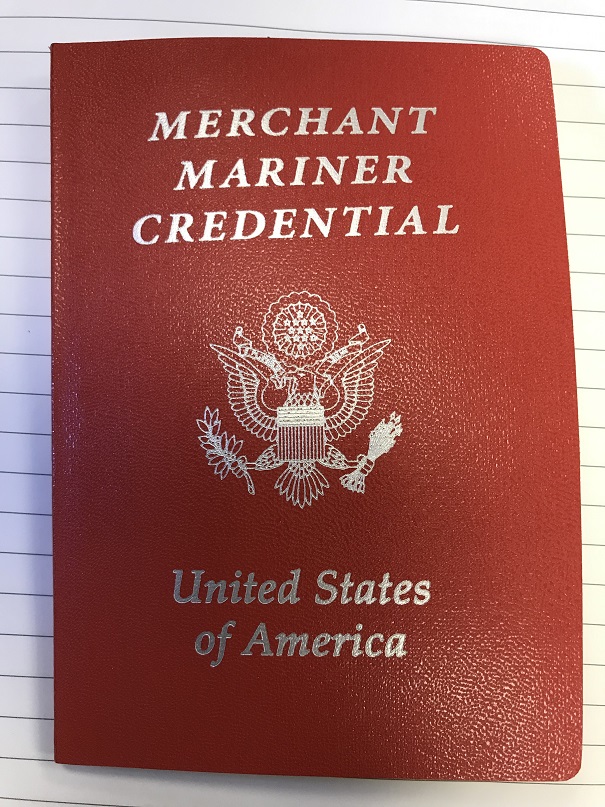 MERCHANT
MARINER
CREDENTIAL
United States
of America